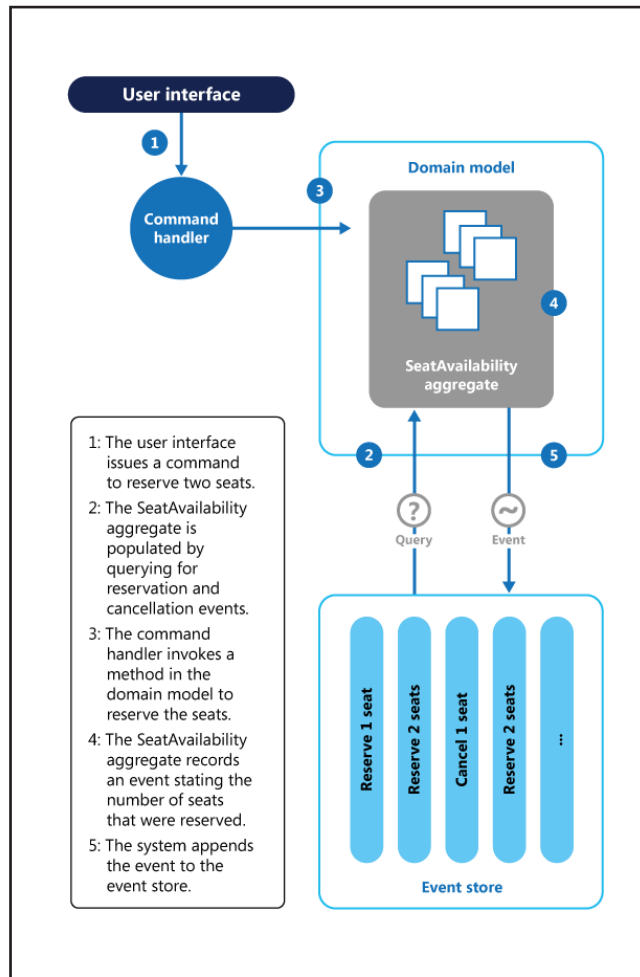 User interface
1
Command
handler
3
Domain model
4
SeatAvailability
aggregate
2
5
?
Query
~
Event
1: The user interface
issues a command
to reserve two seats.
2: The SeatAvailability
aggregate is
populated by
querying for
reservation and
cancellation events.
3: The command
handler invokes a
method in the
domain model to
reserve the seats.
4: The SeatAvailability
aggregate records
an event stating the
number of seats
that were reserved.
5: The system appends
the event to the
event store.
Reserve 1 seat
Reserve 2 seats
Cancel 1 seat
Reserve 2 seats
...
Event store